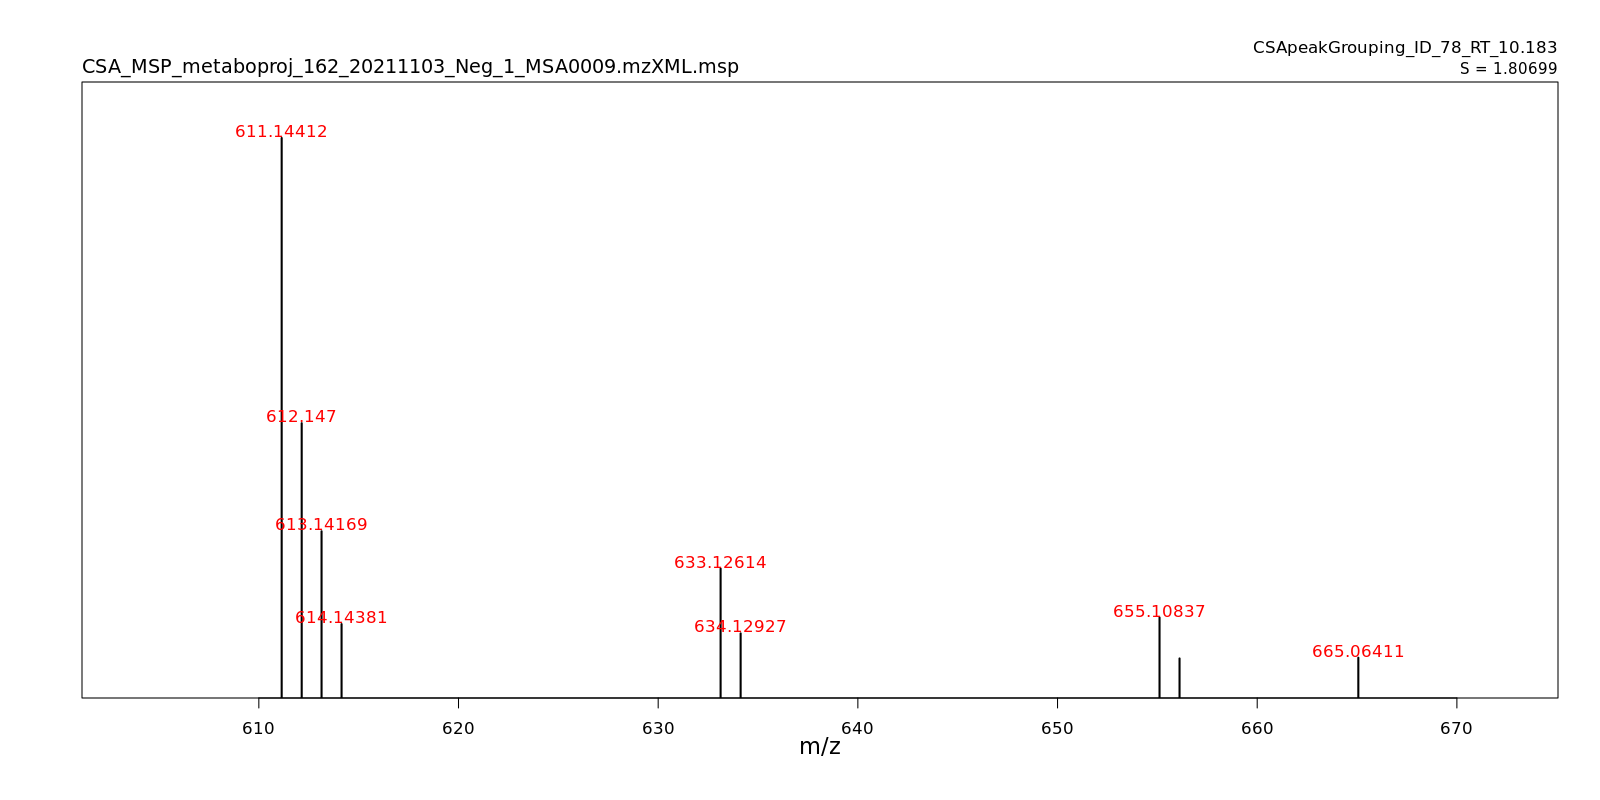 CSApeakGrouping_ID_78_RT_10.183
CSA_MSP_metaboproj_162_20211103_Neg_1_MSA0009.mzXML.msp
S = 1.80699
611.14412
612.147
613.14169
633.12614
655.10837
614.14381
634.12927
665.06411
610 620 630 640 650 660 670
m/z